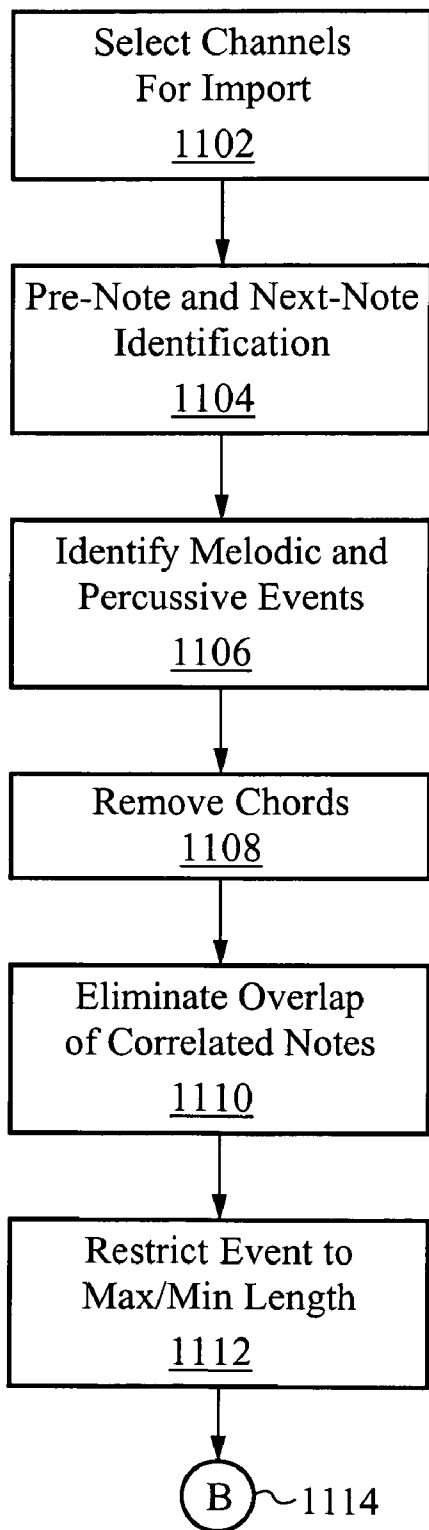 Select Channels
For Import
1102
Pre-Note and Next-Note
Identification
1104
Identify Melodic and
Percussive Events
1106
Remove Chords
1108
Eliminate Overlap
of Correlated Notes
1110
Restrict Event to
Max/Min Length
1112
B 1114